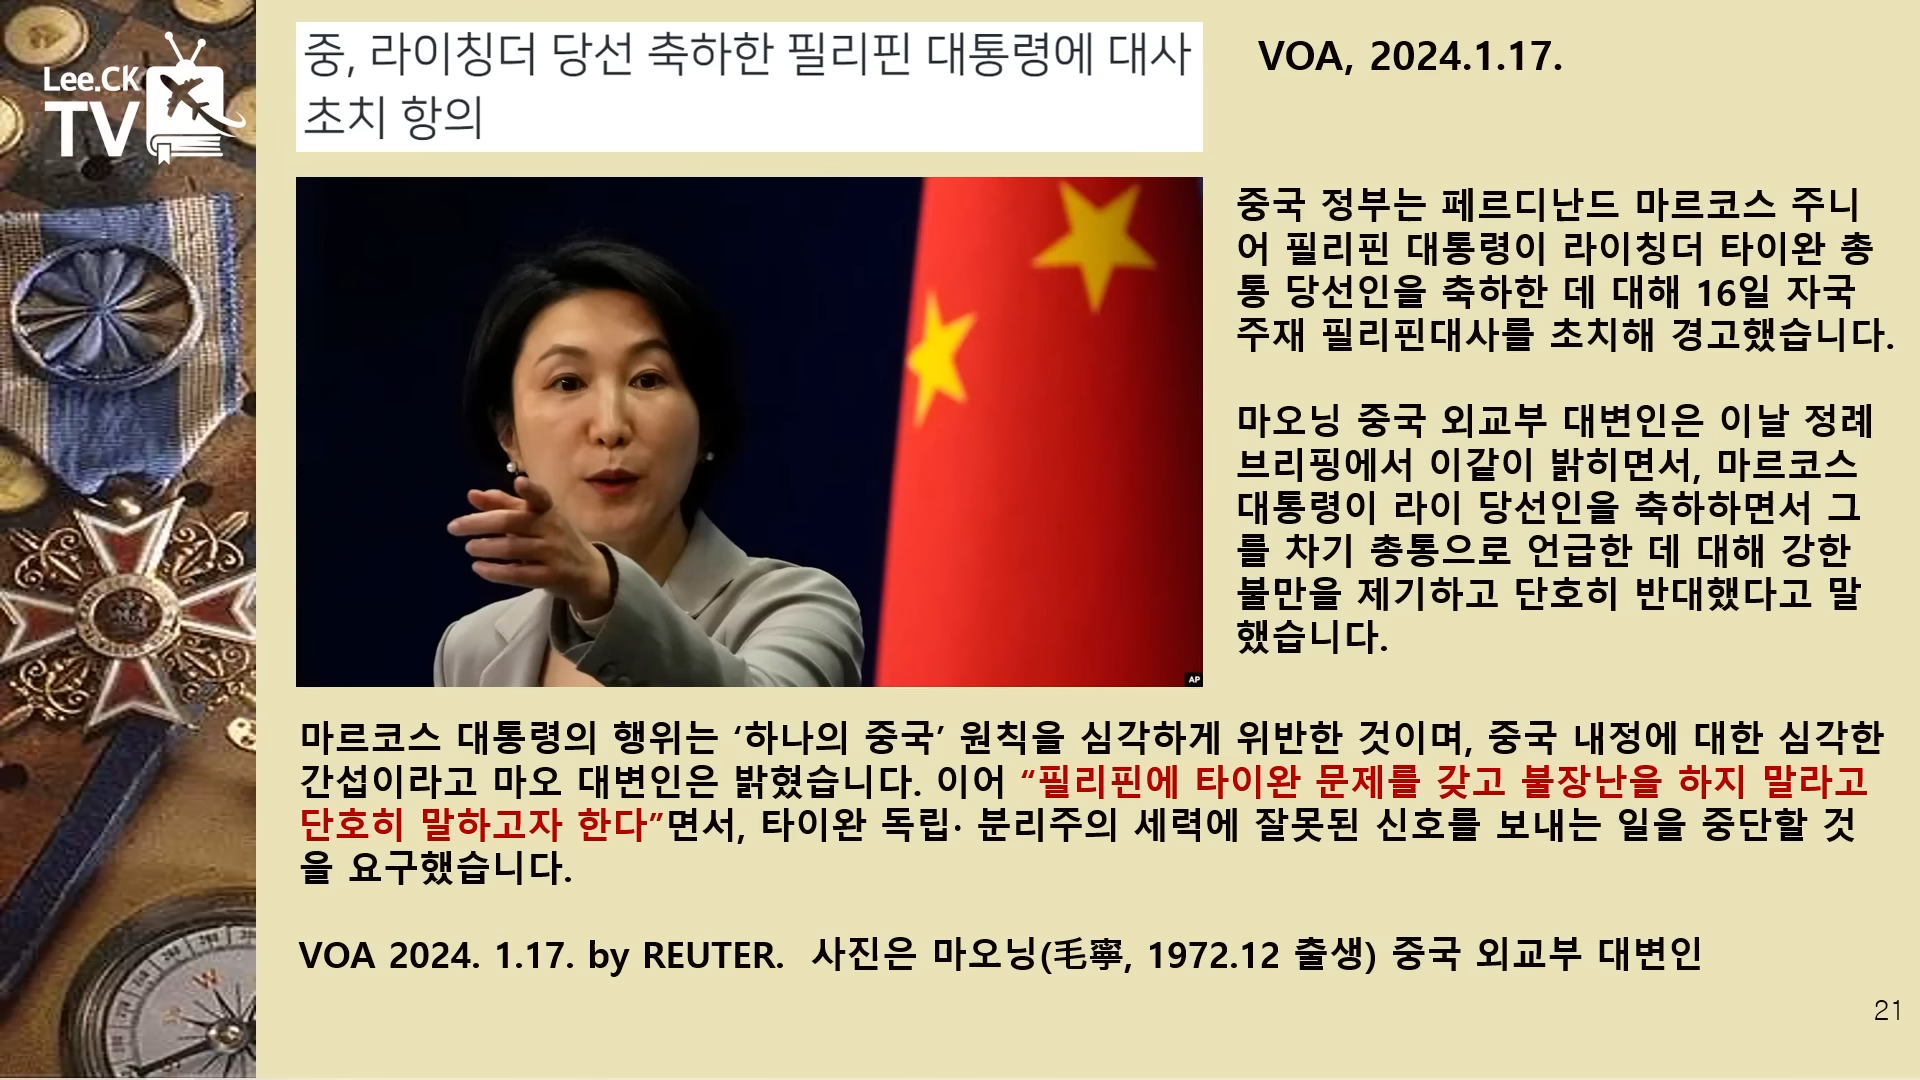 Lee.CK
TV
중, 라이칭더 당선 축하한 필리핀 대통령에 대사
초치 항의
VOA, 2024.1.17.
중국 정부는 페르디난드 마르코스 주니
어 필리핀 대통령이 라이칭더 타이완 총
통 당선인을 축하한 데 대해 16일 자국
주재 필리핀대사를 초치해 경고했습니다.
마오닝 중국 외교부 대변인은 이날 정례
브리핑에서 이같이 밝히면서, 마르코스
대통령이 라이 당선인을 축하하면서 그
를 차기 총통으로 언급한 데 대해 강한
불만을 제기하고 단호히 반대했다고 말
했습니다.
AP
마르코스 대통령의 행위는 ‘하나의 중국’ 원칙을 심각하게 위반한 것이며, 중국 내정에 대한 심각한
간섭이라고 마오 대변인은 밝혔습니다. 이어 “필리핀에 타이완 문제를 갖고 불장난을 하지 말라고
단호히 말하고자 한다”면서, 타이완 독립· 분리주의 세력에 잘못된 신호를 보내는 일을 중단할 것
을 요구했습니다.
VOA 2024. 1.17. by REUTER. 사진은 마오닝(毛寧, 1972.12 출생) 중국 외교부 대변인
W
21